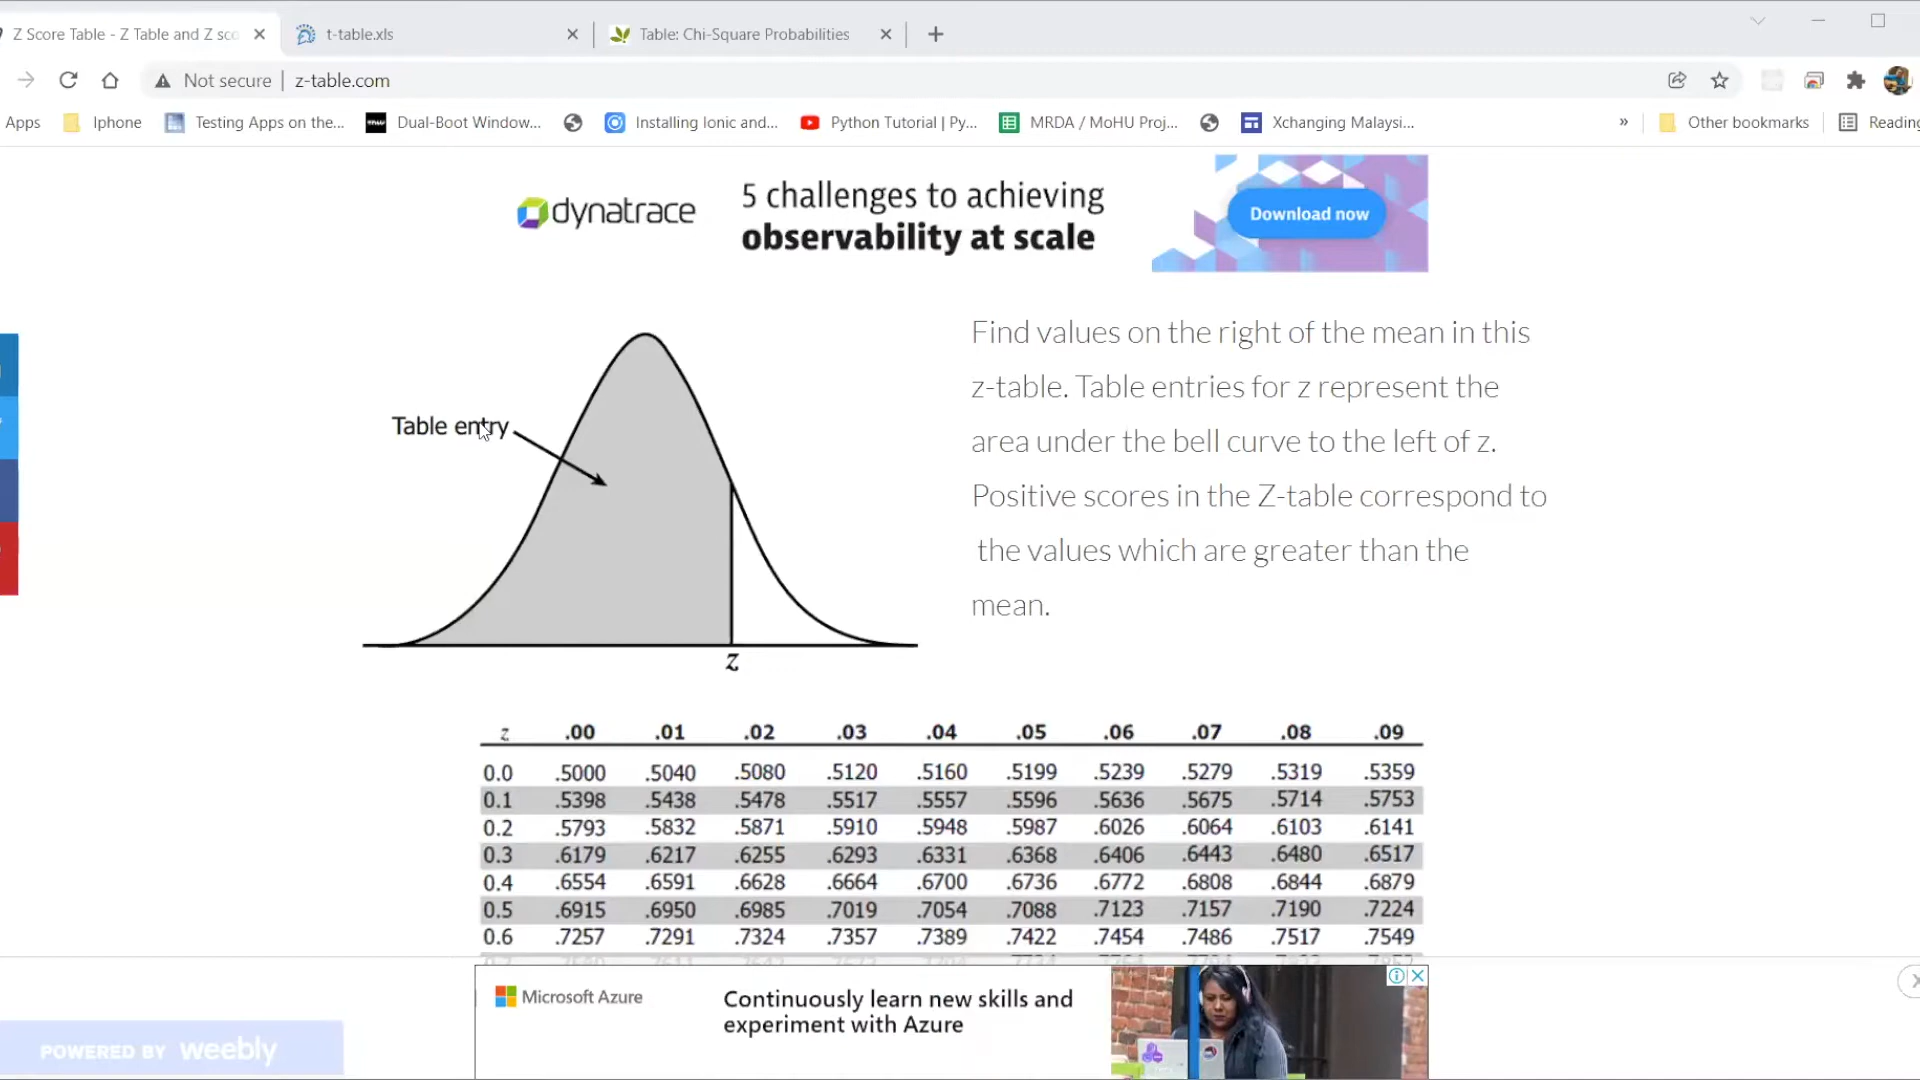 Z Score Table - Z Table and Z sco
t-table.xls
Table: Chi-Square Probabilities
Not secure | z-table.com
Apps
Iphone
Testing Apps on the...
Dual-Boot Window...
Installing Ionic and...
Python Tutorial | Py...
MRDA / MoHU Proj...
Xchanging Malaysi...
»
Other bookmarks
Reading
dynatrace
5 challenges to achieving
observability at scale
Download now
Table entry
z
Find values on the right of the mean in this
z-table. Table entries for z represent the
area under the bell curve to the left of z.
Positive scores in the Z-table correspond to
the values which are greater than the
mean.
z .00 .01 .02 .03 .04 .05 .06 .07 .08 .09
0.0 .5000 .5040 .5080 .5120 .5160 .5199 .5239 .5279 .5319 .5359
0.1 .5398 .5438 .5478 .5517 .5557 .5596 .5636 .5675 .5714 .5753
0.2 .5793 .5832 .5871 .5910 .5948 .5987 .6026 .6064 .6103 .6141
0.3 .6179 .6217 .6255 .6293 .6331 .6368 .6406 .6443 .6480 .6517
0.4 .6554 .6591 .6628 .6664 .6700 .6736 .6772 .6808 .6844 .6879
0.5 .6915 .6950 .6985 .7019 .7054 .7088 .7123 .7157 .7190 .7224
0.6 .7257 .7291 .7324 .7357 .7389 .7422 .7454 .7486 .7517 .7549
Microsoft Azure
Continuously learn new skills and
experiment with Azure
POWERED BY weebly